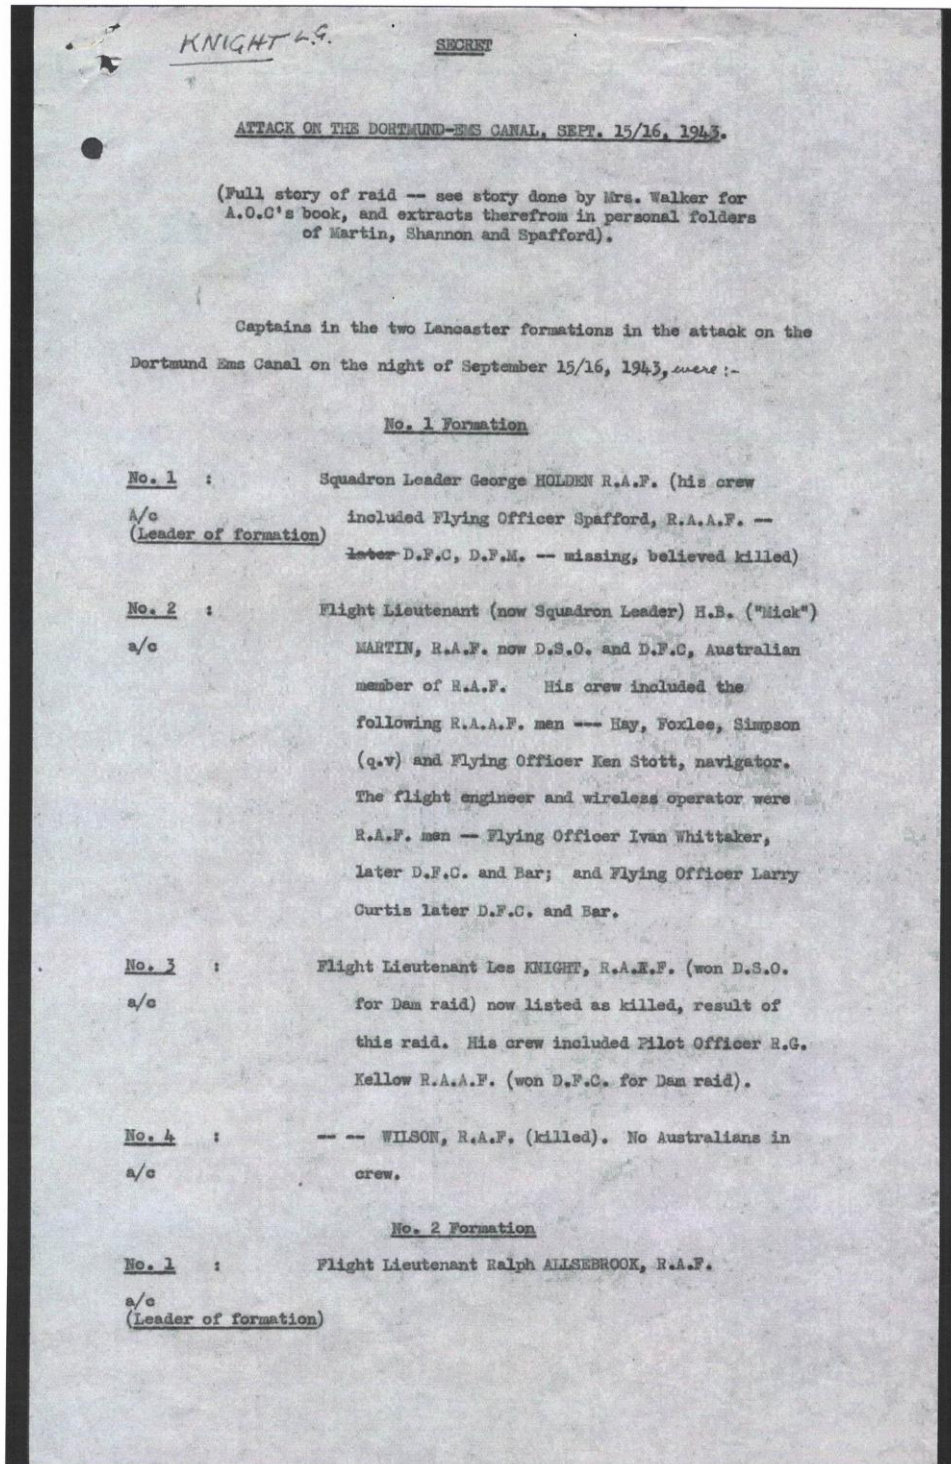 KNIGHT L.G.
SECRET
ATTACK ON THE DORTMUND-EMS CANAL, SEPT. 15/16, 1943.
(Full story of raid -- see story done by Mrs. Walker for
A.O.C's book, and extracts therefrom in personal folders
of Martin, Shannon and Spafford).
Captains in the two Lancaster formations in the attack on the
Dortmund Ems Canal on the night of September 15/16, 1943, were :-
No. 1 Formation
No. 1 : Squadron Leader George HOLDEN R.A.F. (his crew
A/c included Flying Officer Spafford, R.A.A.F. --
(Leader of formation) later D.F.C, D.F.M. -- missing, believed killed)
No. 2 : Flight Lieutenant (now Squadron Leader) H.B. ("Mick")
a/c MARTIN, R.A.F. now D.S.O. and D.F.C, Australian
member of R.A.F. His crew included the
following R.A.A.F. men --- Hay, Foxlee, Simpson
(q.v) and Flying Officer Ken Stott, navigator.
The flight engineer and wireless operator were
R.A.F. men -- Flying Officer Ivan Whittaker,
later D.F.C. and Bar; and Flying Officer Larry
Curtis later D.F.C. and Bar.
No. 3 : Flight Lieutenant Les KNIGHT, R.A.A.F. (won D.S.O.
a/c for Dam raid) now listed as killed, result of
this raid. His crew included Pilot Officer R.G.
Kellow R.A.A.F. (won D.F.C. for Dam raid).
No. 4 : -- -- WILSON, R.A.F. (killed). No Australians in
a/c crew.
No. 2 Formation
No. 1 : Flight Lieutenant Ralph ALLSEBROOK, R.A.F.
a/c
(Leader of formation)